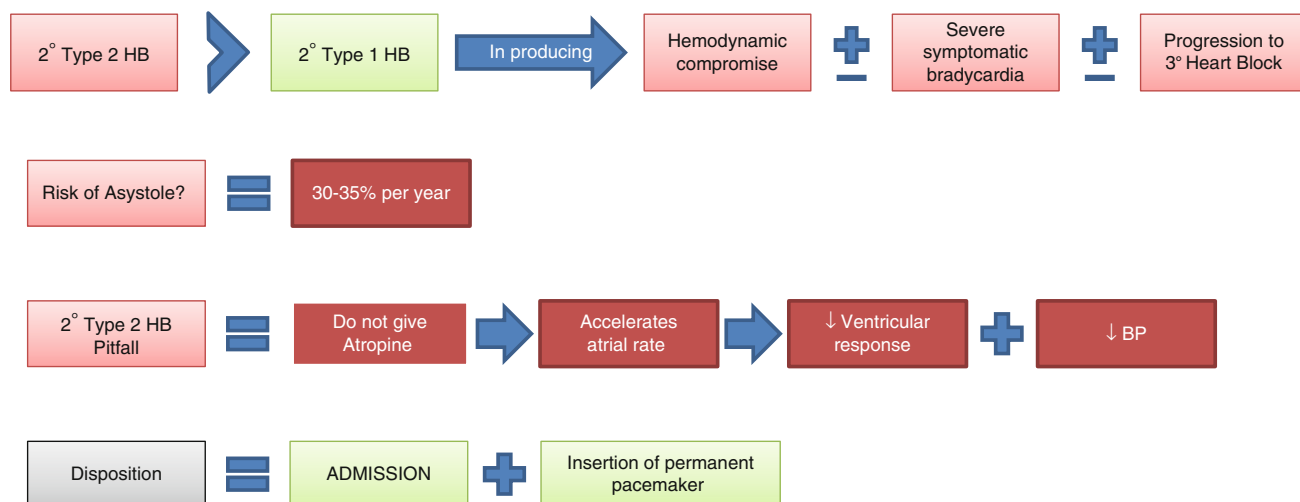 2° Type 2 HB
2° Type 1 HB
In producing
Hemodynamic
compromise
Severe
symptomatic
bradycardia
Progression to
3° Heart Block
Risk of Asystole?
30-35% per year
2° Type 2 HB
Pitfall
Do not give
Atropine
Accelerates
atrial rate
↓ Ventricular
response
↓ BP
Disposition
ADMISSION
Insertion of permanent
pacemaker